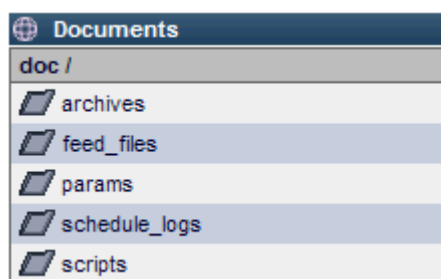 Documents
doc /
archives
feed_files
params
schedule_logs
scripts